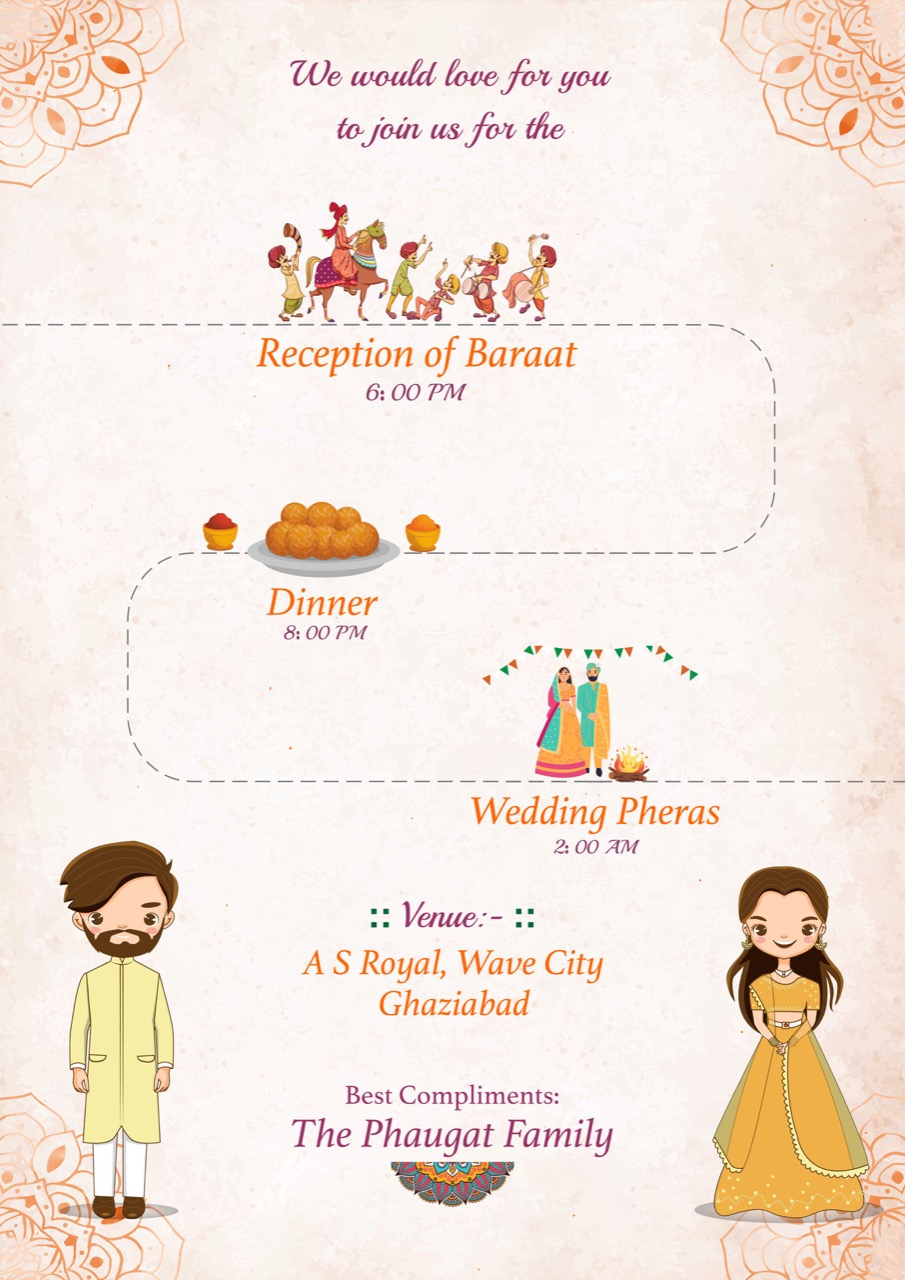 We would love for you
to join us for the
Reception of Baraat
6: 00 PM
Dinner
8: 00 PM
Wedding Pheras
2: 00 AM
:: Venue:- ::
A S Royal, Wave City
Ghaziabad
Best Compliments:
The Phaugat Family